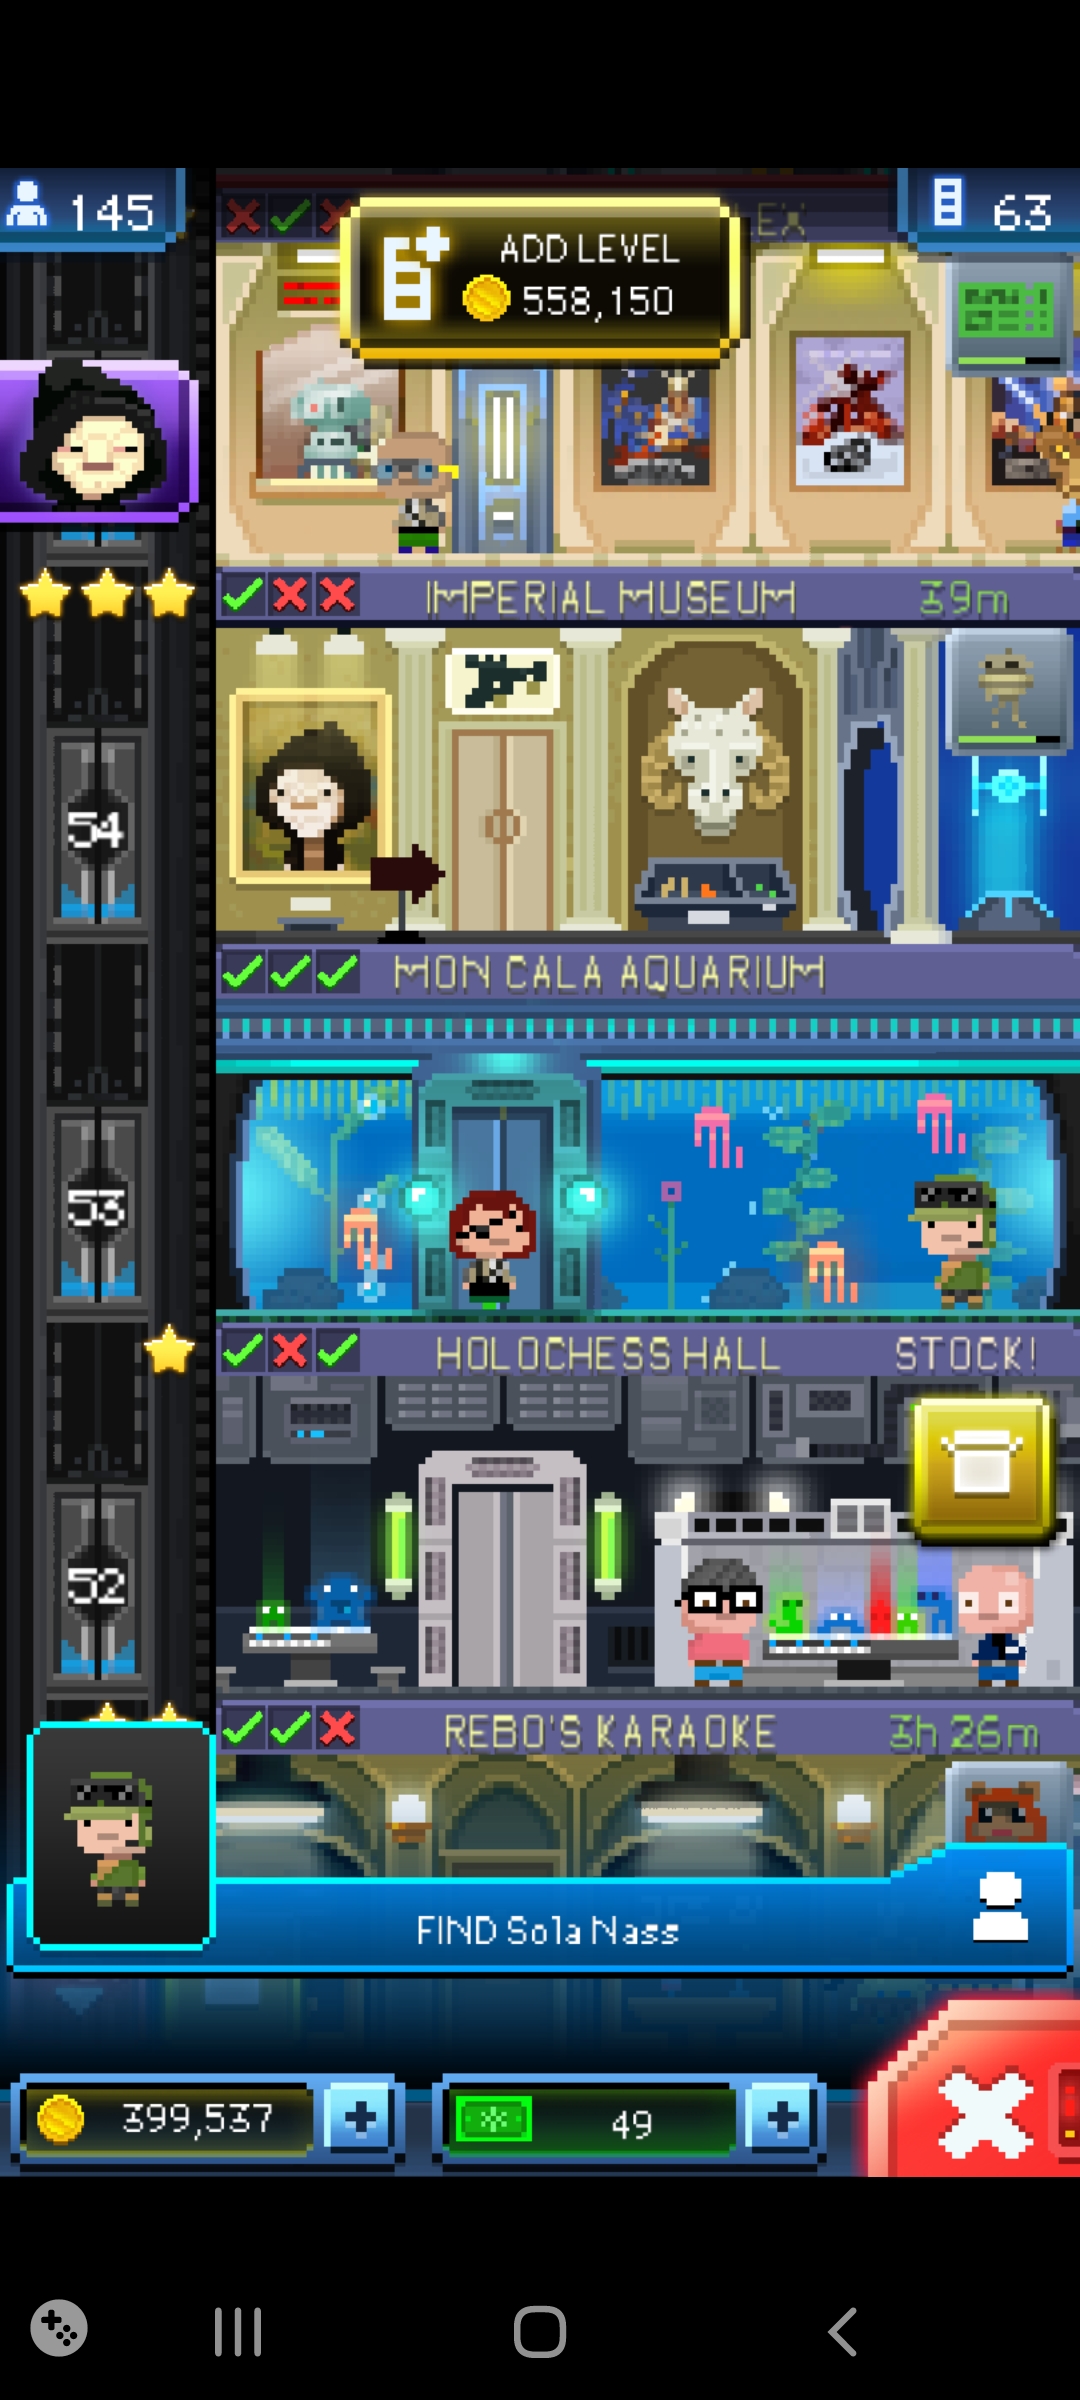 145
63
LEX
ADD LEVEL
558,150
IMPERIAL MUSEUM 39m
54
MON CALA AQUARIUM
53
HOLOCHESS HALL STOCK!
52
REBO'S KARAOKE 3h 26m
FIND Sola Nass
399,537
49